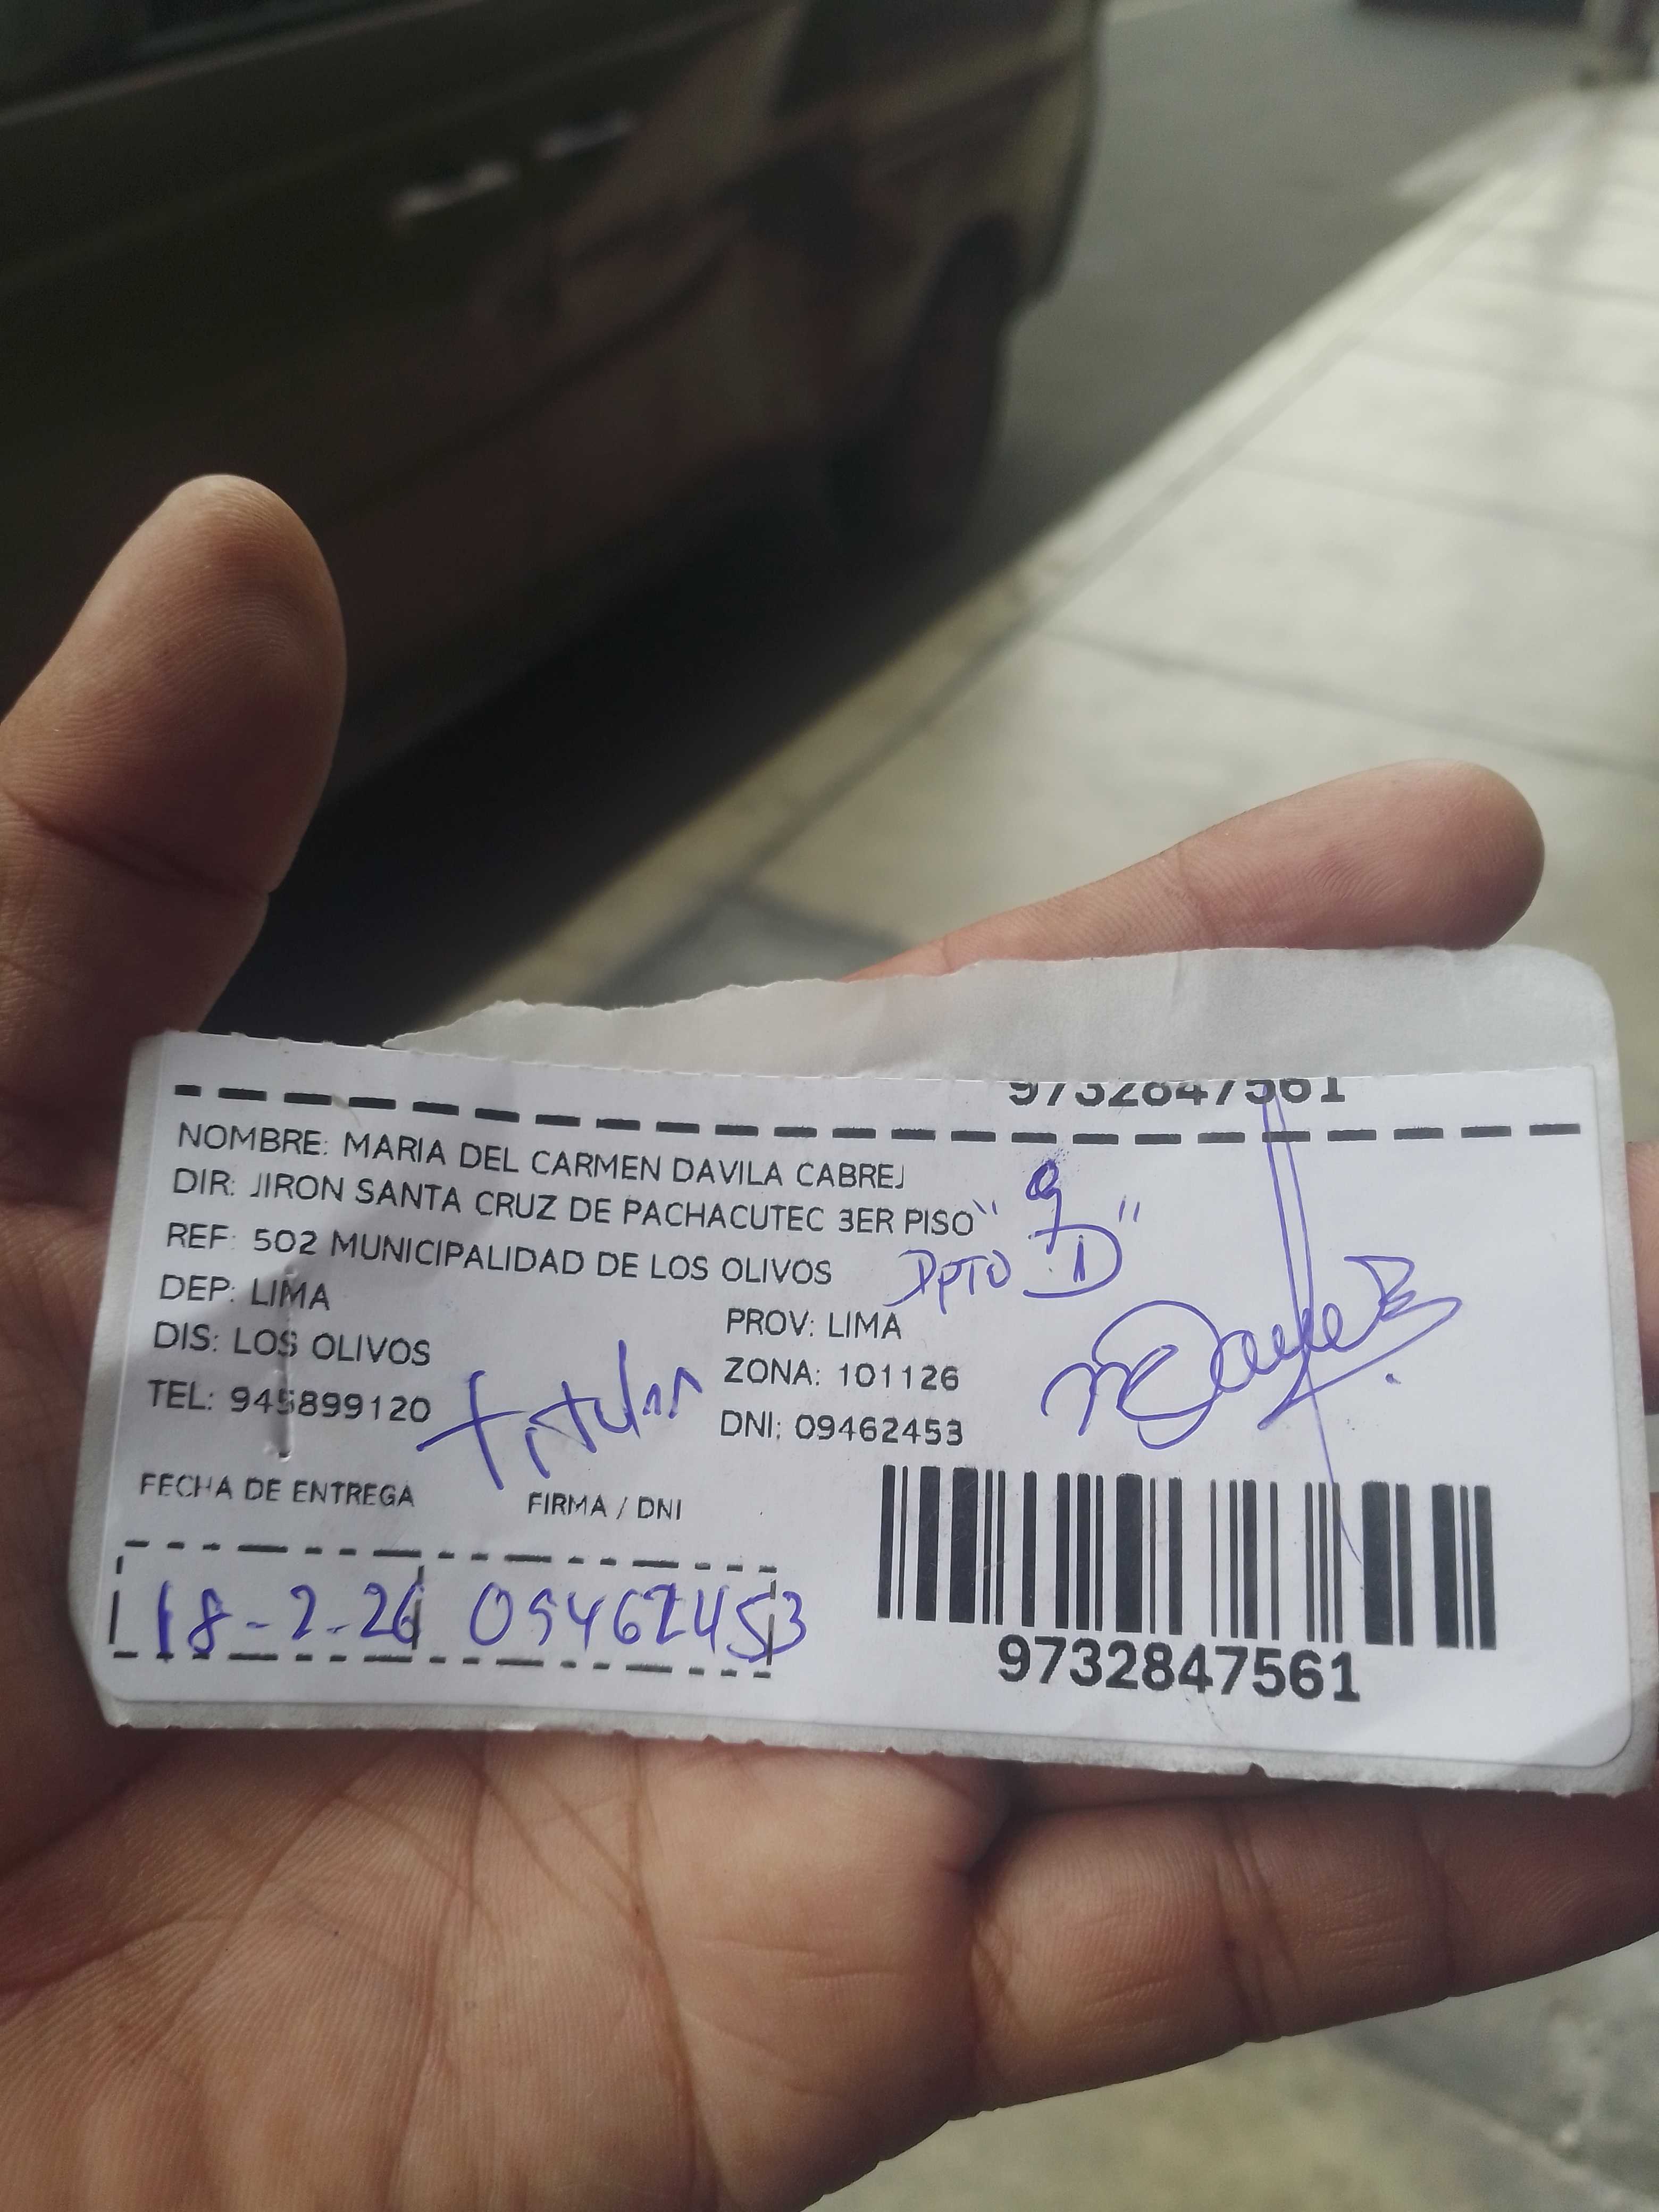 9732847561
NOMBRE: MARIA DEL CARMEN DAVILA CABREJ
DIR: JIRON SANTA CRUZ DE PACHACUTEC 3ER PISO
REF: 502 MUNICIPALIDAD DE LOS OLIVOS
Dpto "D"
DEP: LIMA
PROV: LIMA
DIS: LOS OLIVOS
ZONA: 101126
TEL: 945899120
titular
DNI: 09462453
FECHA DE ENTREGA
FIRMA / DNI
18-2-26
09462453
9732847561